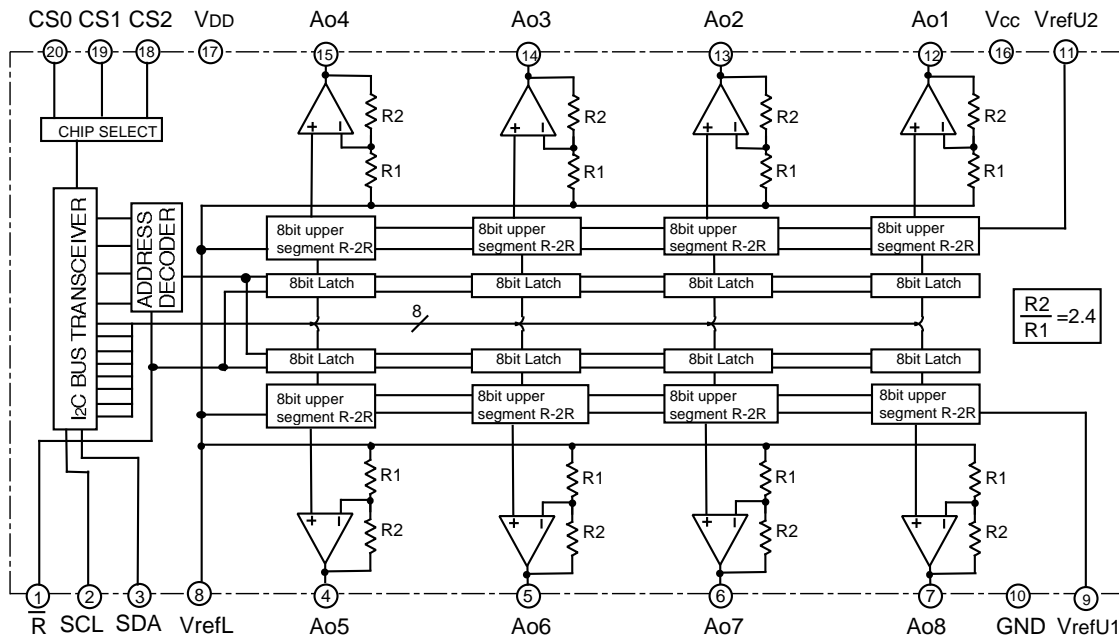 CS0 CS1 CS2 VDD Ao4 Ao3 Ao2 Ao1 Vcc VrefU2
20 19 18 17 15 14 13 12 16 11
R2 R2 R2 R2
CHIP SELECT
+ − + − + − + −
R1 R1 R1 R1
I2C BUS TRANSCEIVER
ADDRESS DECODER
8bit upper segment R-2R
8bit upper segment R-2R
8bit upper segment R-2R
8bit upper segment R-2R
8bit Latch 8bit Latch 8bit Latch 8bit Latch
8
R2
R1 =2.4
8bit Latch 8bit Latch 8bit Latch 8bit Latch
8bit upper segment R-2R
8bit upper segment R-2R
8bit upper segment R-2R
8bit upper segment R-2R
R1 R1 R1 R1
+ − + − + − + −
R2 R2 R2 R2
1 2 3 8 4 5 6 7 10 9
R SCL SDA VrefL Ao5 Ao6 Ao7 Ao8 GND VrefU1